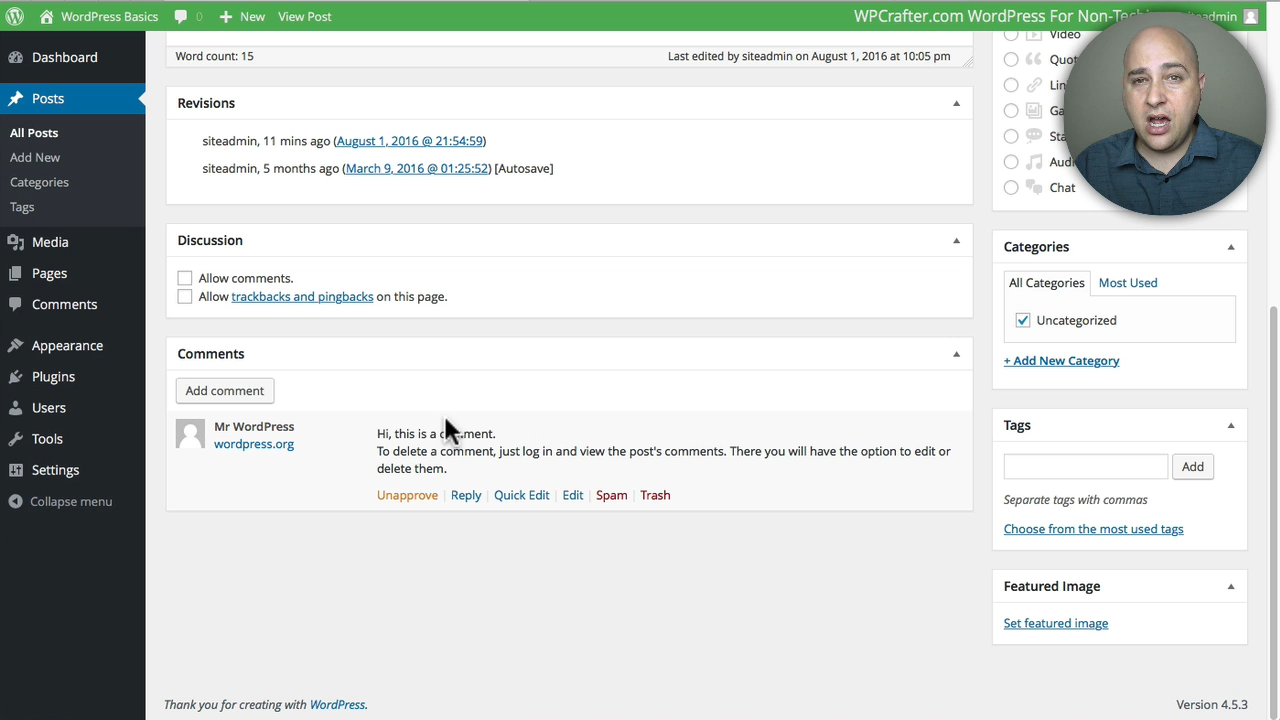 WordPress Basics 0 New View Post WPCrafter.com WordPress For Non-Tech
Dashboard
Posts
All Posts
Add New
Categories
Tags
Media
Pages
Comments
Appearance
Plugins
Users
Tools
Settings
Collapse menu
Word count: 15 Last edited by siteadmin on August 1, 2016 at 10:05 pm
Revisions
siteadmin, 11 mins ago (August 1, 2016 @ 21:54:59)
siteadmin, 5 months ago (March 9, 2016 @ 01:25:52) [Autosave]
Discussion
Allow comments.
Allow trackbacks and pingbacks on this page.
Comments
Add comment
Mr WordPress
wordpress.org
Hi, this is a comment.
To delete a comment, just log in and view the post's comments. There you will have the option to edit or
delete them.
Unapprove | Reply | Quick Edit | Edit | Spam | Trash
Video
Quot
Lin
Ga
Sta
Audi
Chat
Categories
All Categories Most Used
Uncategorized
+ Add New Category
Tags
Add
Separate tags with commas
Choose from the most used tags
Featured Image
Set featured image
Thank you for creating with WordPress. Version 4.5.3